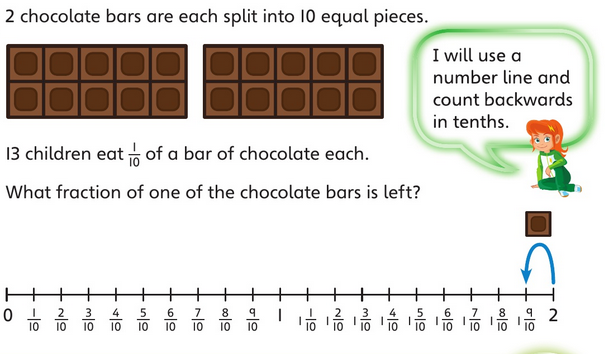 2 chocolate bars are each split into 10 equal pieces.
I will use a
number line and
count backwards
in tenths.
13 children eat 1/10 of a bar of chocolate each.
What fraction of one of the chocolate bars is left?
0 1/10 2/10 3/10 4/10 5/10 6/10 7/10 8/10 9/10 1 1 1/10 1 2/10 1 3/10 1 4/10 1 5/10 1 6/10 1 7/10 1 8/10 1 9/10 2